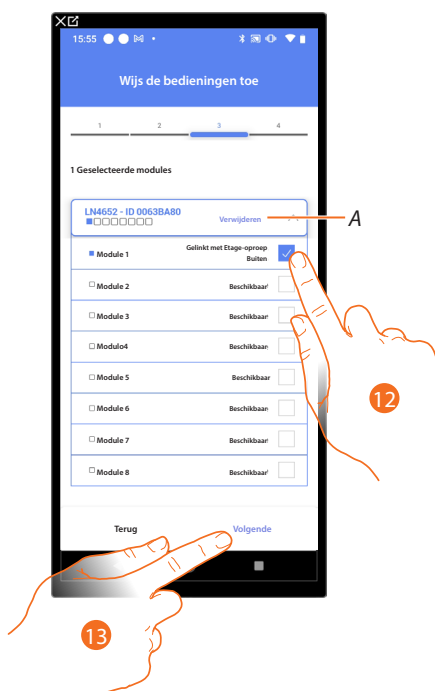 15:55
Wijs de bedieningen toe
1 2 3 4
1 Geselecteerde modules
LN4652 - ID 0063BA80
Verwijderen
A
Module 1 Gelinkt met Etage-oproep Buiten
Module 2 Beschikbaar
Module 3 Beschikbaar
Modulo4 Beschikbaar
Module 5 Beschikbaar
Module 6 Beschikbaar
Module 7 Beschikbaar
Module 8 Beschikbaar
12
Terug Volgende
13